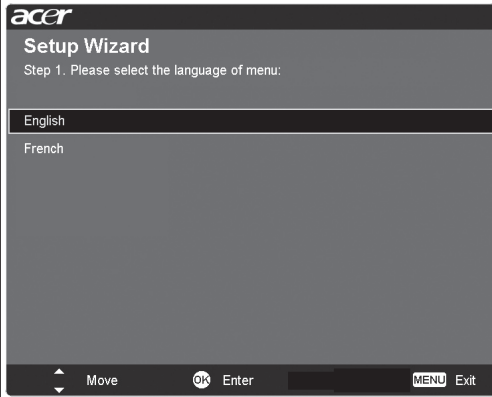 acer
Setup Wizard
Step 1. Please select the language of menu:
English
French
Move OK Enter MENU Exit